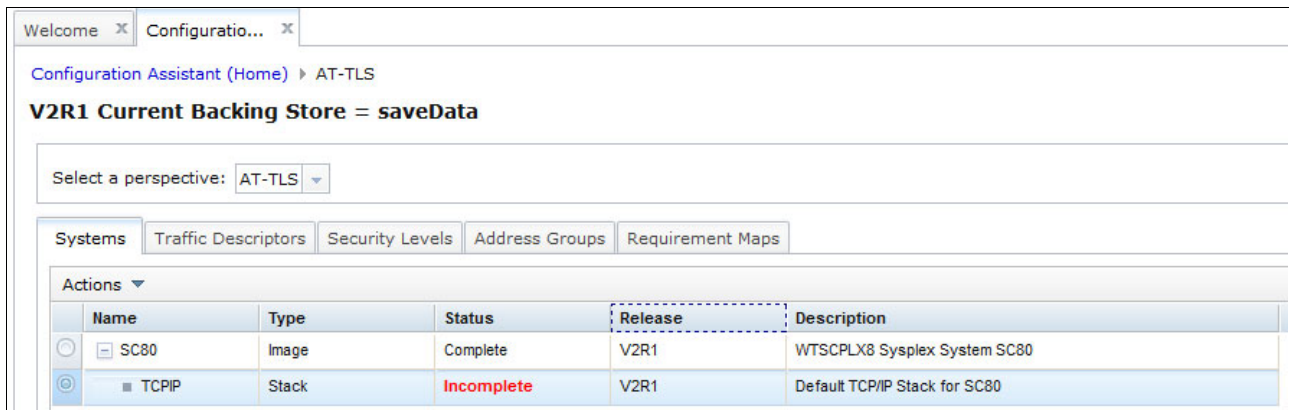 Welcome x Configuratio... x
Configuration Assistant (Home) AT-TLS
V2R1 Current Backing Store = saveData
Select a perspective: AT-TLS
Systems Traffic Descriptors Security Levels Address Groups Requirement Maps
Actions
Name Type Status Release Description
SC80 Image Complete V2R1 WTSCPLX8 Sysplex System SC80
TCPIP Stack Incomplete V2R1 Default TCP/IP Stack for SC80